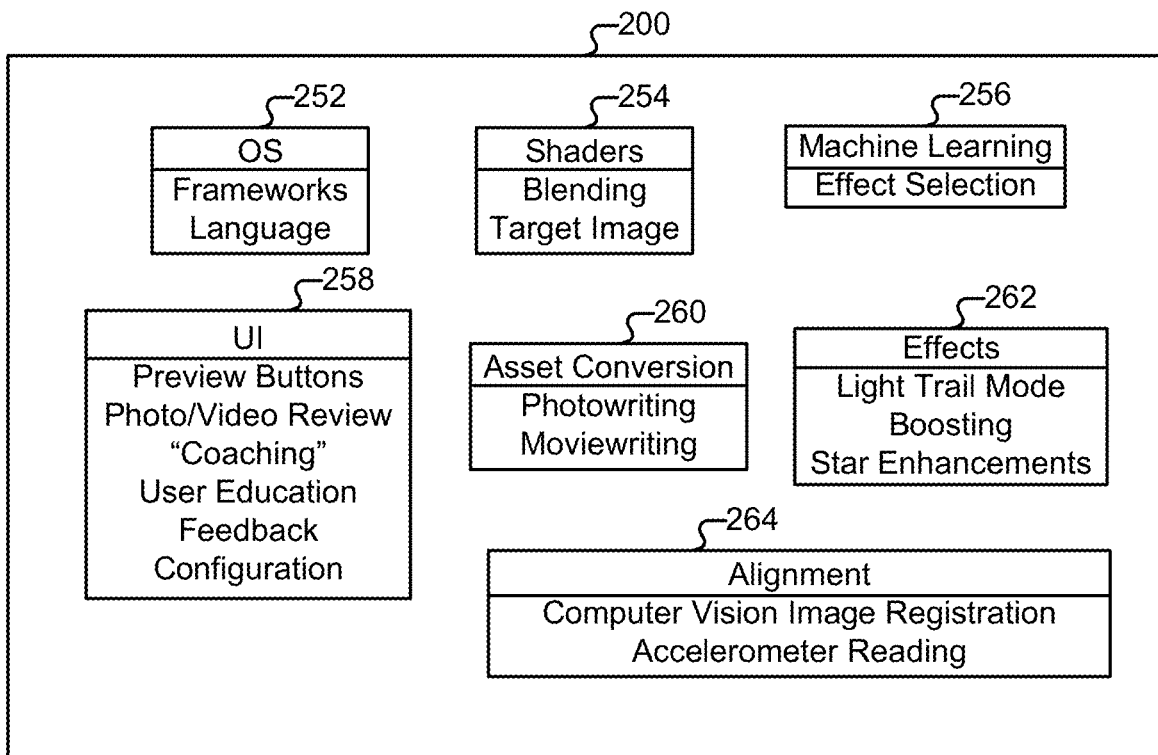 200
252
OS
Frameworks
Language
254
Shaders
Blending
Target Image
256
Machine Learning
Effect Selection
258
UI
Preview Buttons
Photo/Video Review
“Coaching”
User Education
Feedback
Configuration
260
Asset Conversion
Photowriting
Moviewriting
262
Effects
Light Trail Mode
Boosting
Star Enhancements
264
Alignment
Computer Vision Image Registration
Accelerometer Reading